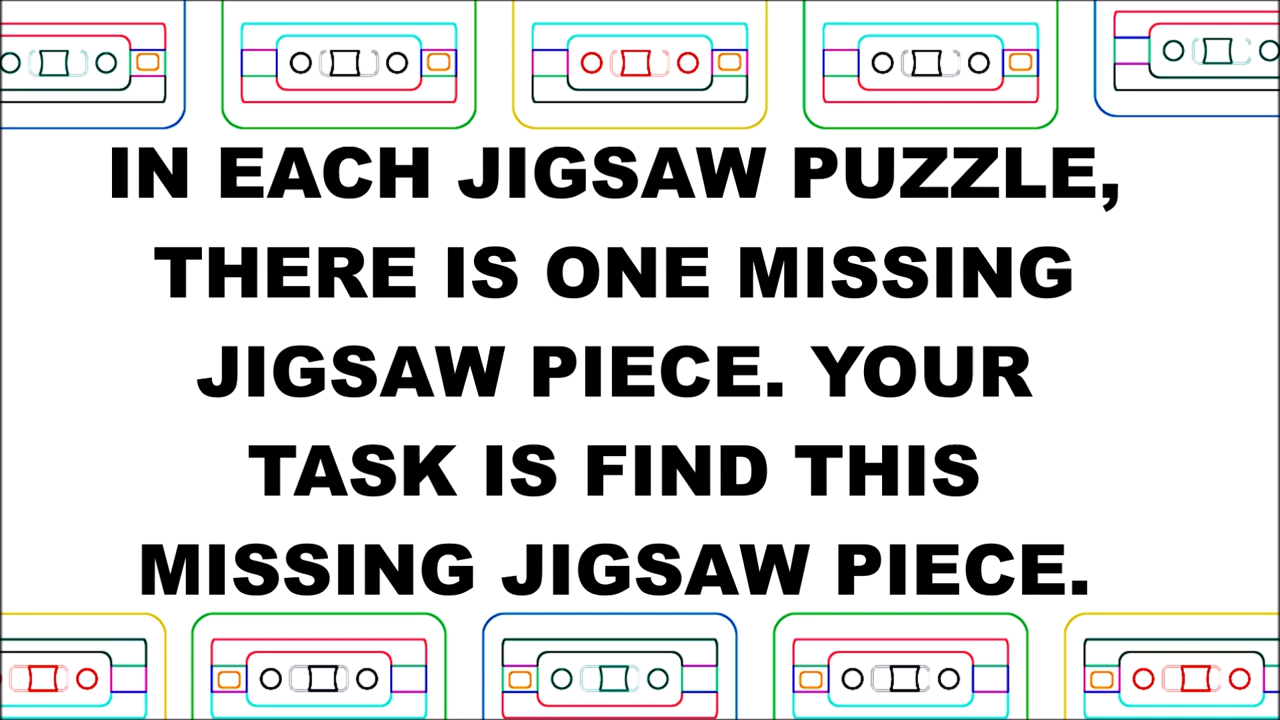 IN EACH JIGSAW PUZZLE,
THERE IS ONE MISSING
JIGSAW PIECE. YOUR
TASK IS FIND THIS
MISSING JIGSAW PIECE.